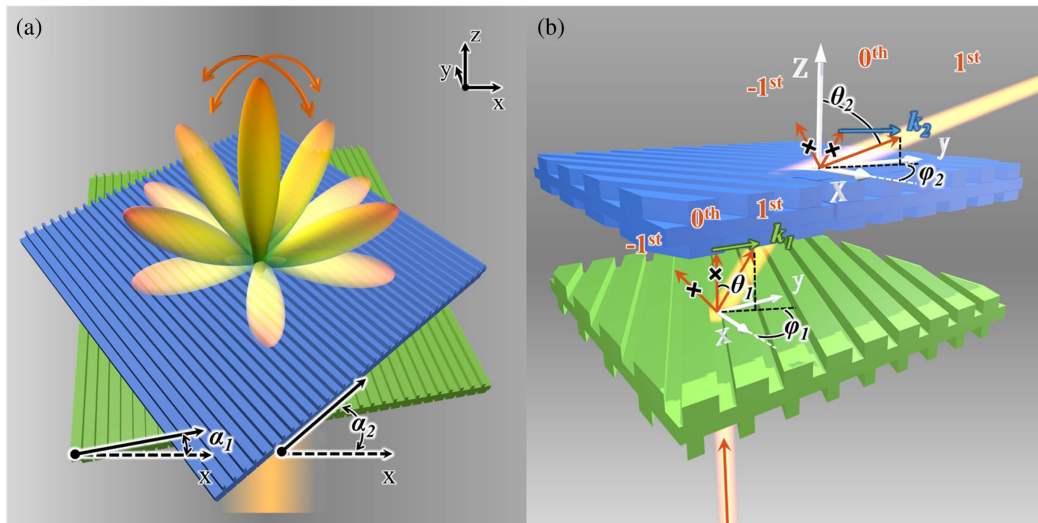 (a)
z
y
x
α1
x
α2
x
(b)
0th
1st
-1st
Z
θ2
k2
y
φ2
x
1st
0th
-1st
k1
θ1
y
x
φ1